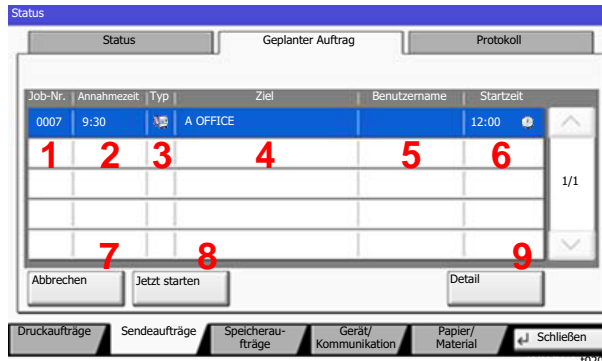 Status
Status Geplanter Auftrag Protokoll
Job-Nr. Annahmezeit Typ Ziel Benutzername Startzeit
0007 9:30 A OFFICE 12:00
1 2 3 4 5 6
1/1
7 8 9
Abbrechen Jetzt starten Detail
Druckaufträge Sendeaufträge Speicherau-
fträge Gerät/
Kommunikation Papier/
Material Schließen